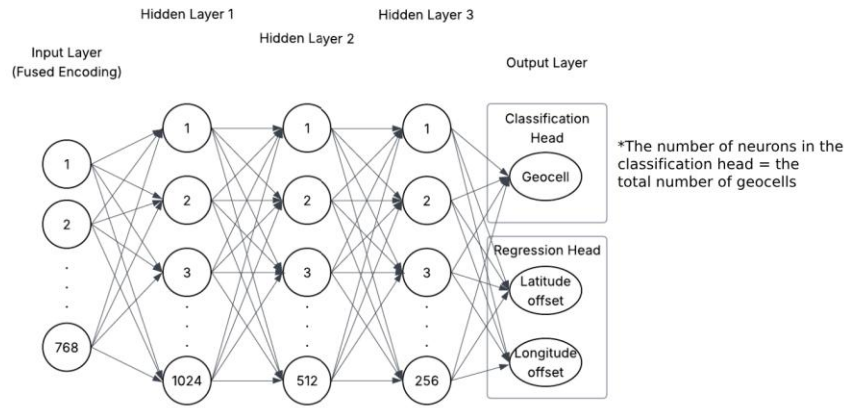 Hidden Layer 1
Hidden Layer 2
Hidden Layer 3
Input Layer
(Fused Encoding)
Output Layer
1
2
.
.
.
768
1
2
3
.
.
.
1024
1
2
3
.
.
.
512
1
2
3
.
.
.
256
Classification
Head
Geocell
Regression Head
Latitude
offset
Longitude
offset
*The number of neurons in the
classification head = the
total number of geocells